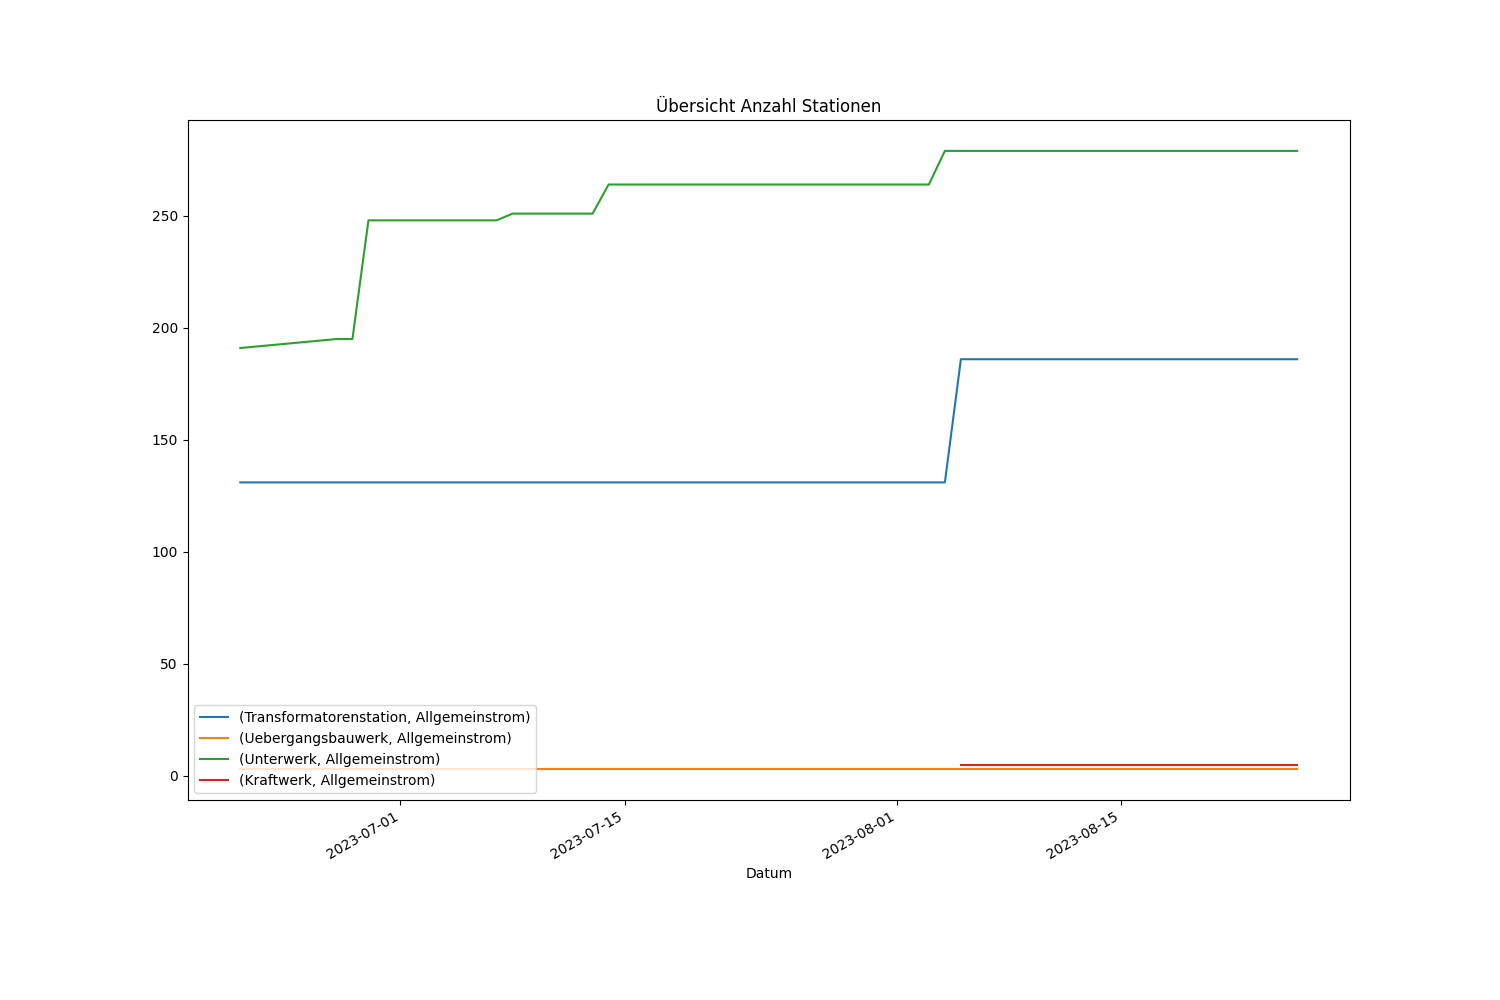 Übersicht Anzahl Stationen
250
200
150
100
50
0
(Transformatorenstation, Allgemeinstrom)
(Uebergangsbauwerk, Allgemeinstrom)
(Unterwerk, Allgemeinstrom)
(Kraftwerk, Allgemeinstrom)
2023-07-01
2023-07-15
2023-08-01
2023-08-15
Datum